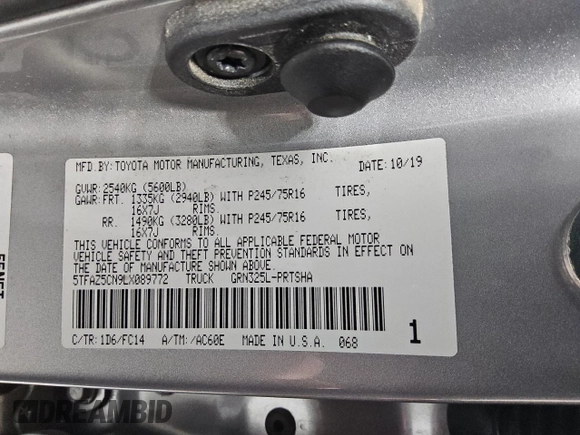 MFD.BY: TOYOTA MOTOR MANUFACTURING, TEXAS, INC. DATE: 10/19
GVWR: 2540KG (5600LB)
GAWR: FRT. 1335KG (2940LB) WITH P245/75R16 TIRES,
16X7J RIMS.
RR. 1490KG (3280LB) WITH P245/75R16 TIRES,
16X7J RIMS.
THIS VEHICLE CONFORMS TO ALL APPLICABLE FEDERAL MOTOR
VEHICLE SAFETY AND THEFT PREVENTION STANDARDS IN EFFECT
ON THE DATE OF MANUFACTURE SHOWN ABOVE.
5TFAZ5CN9LX089772 TRUCK GRN325L-PRTSHA
C/TR: 1D6/FC14 A/TM: /AC60E MADE IN U.S.A. 068 1
DREAMBID